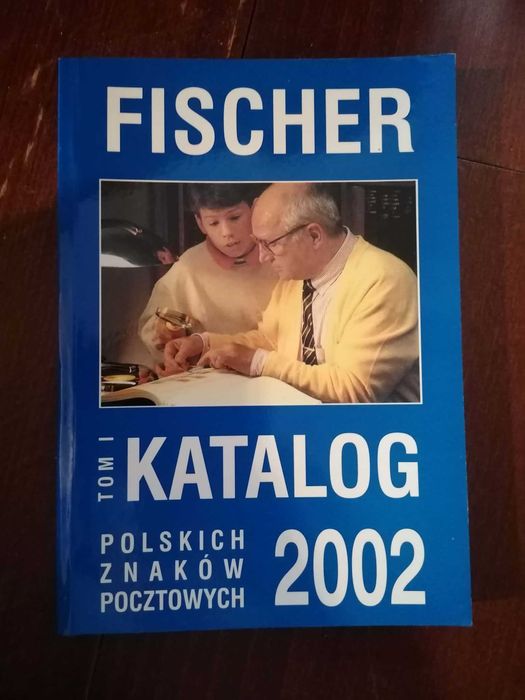 FISCHER
TOM I
KATALOG
POLSKICH
ZNAKÓW
POCZTOWYCH
2002